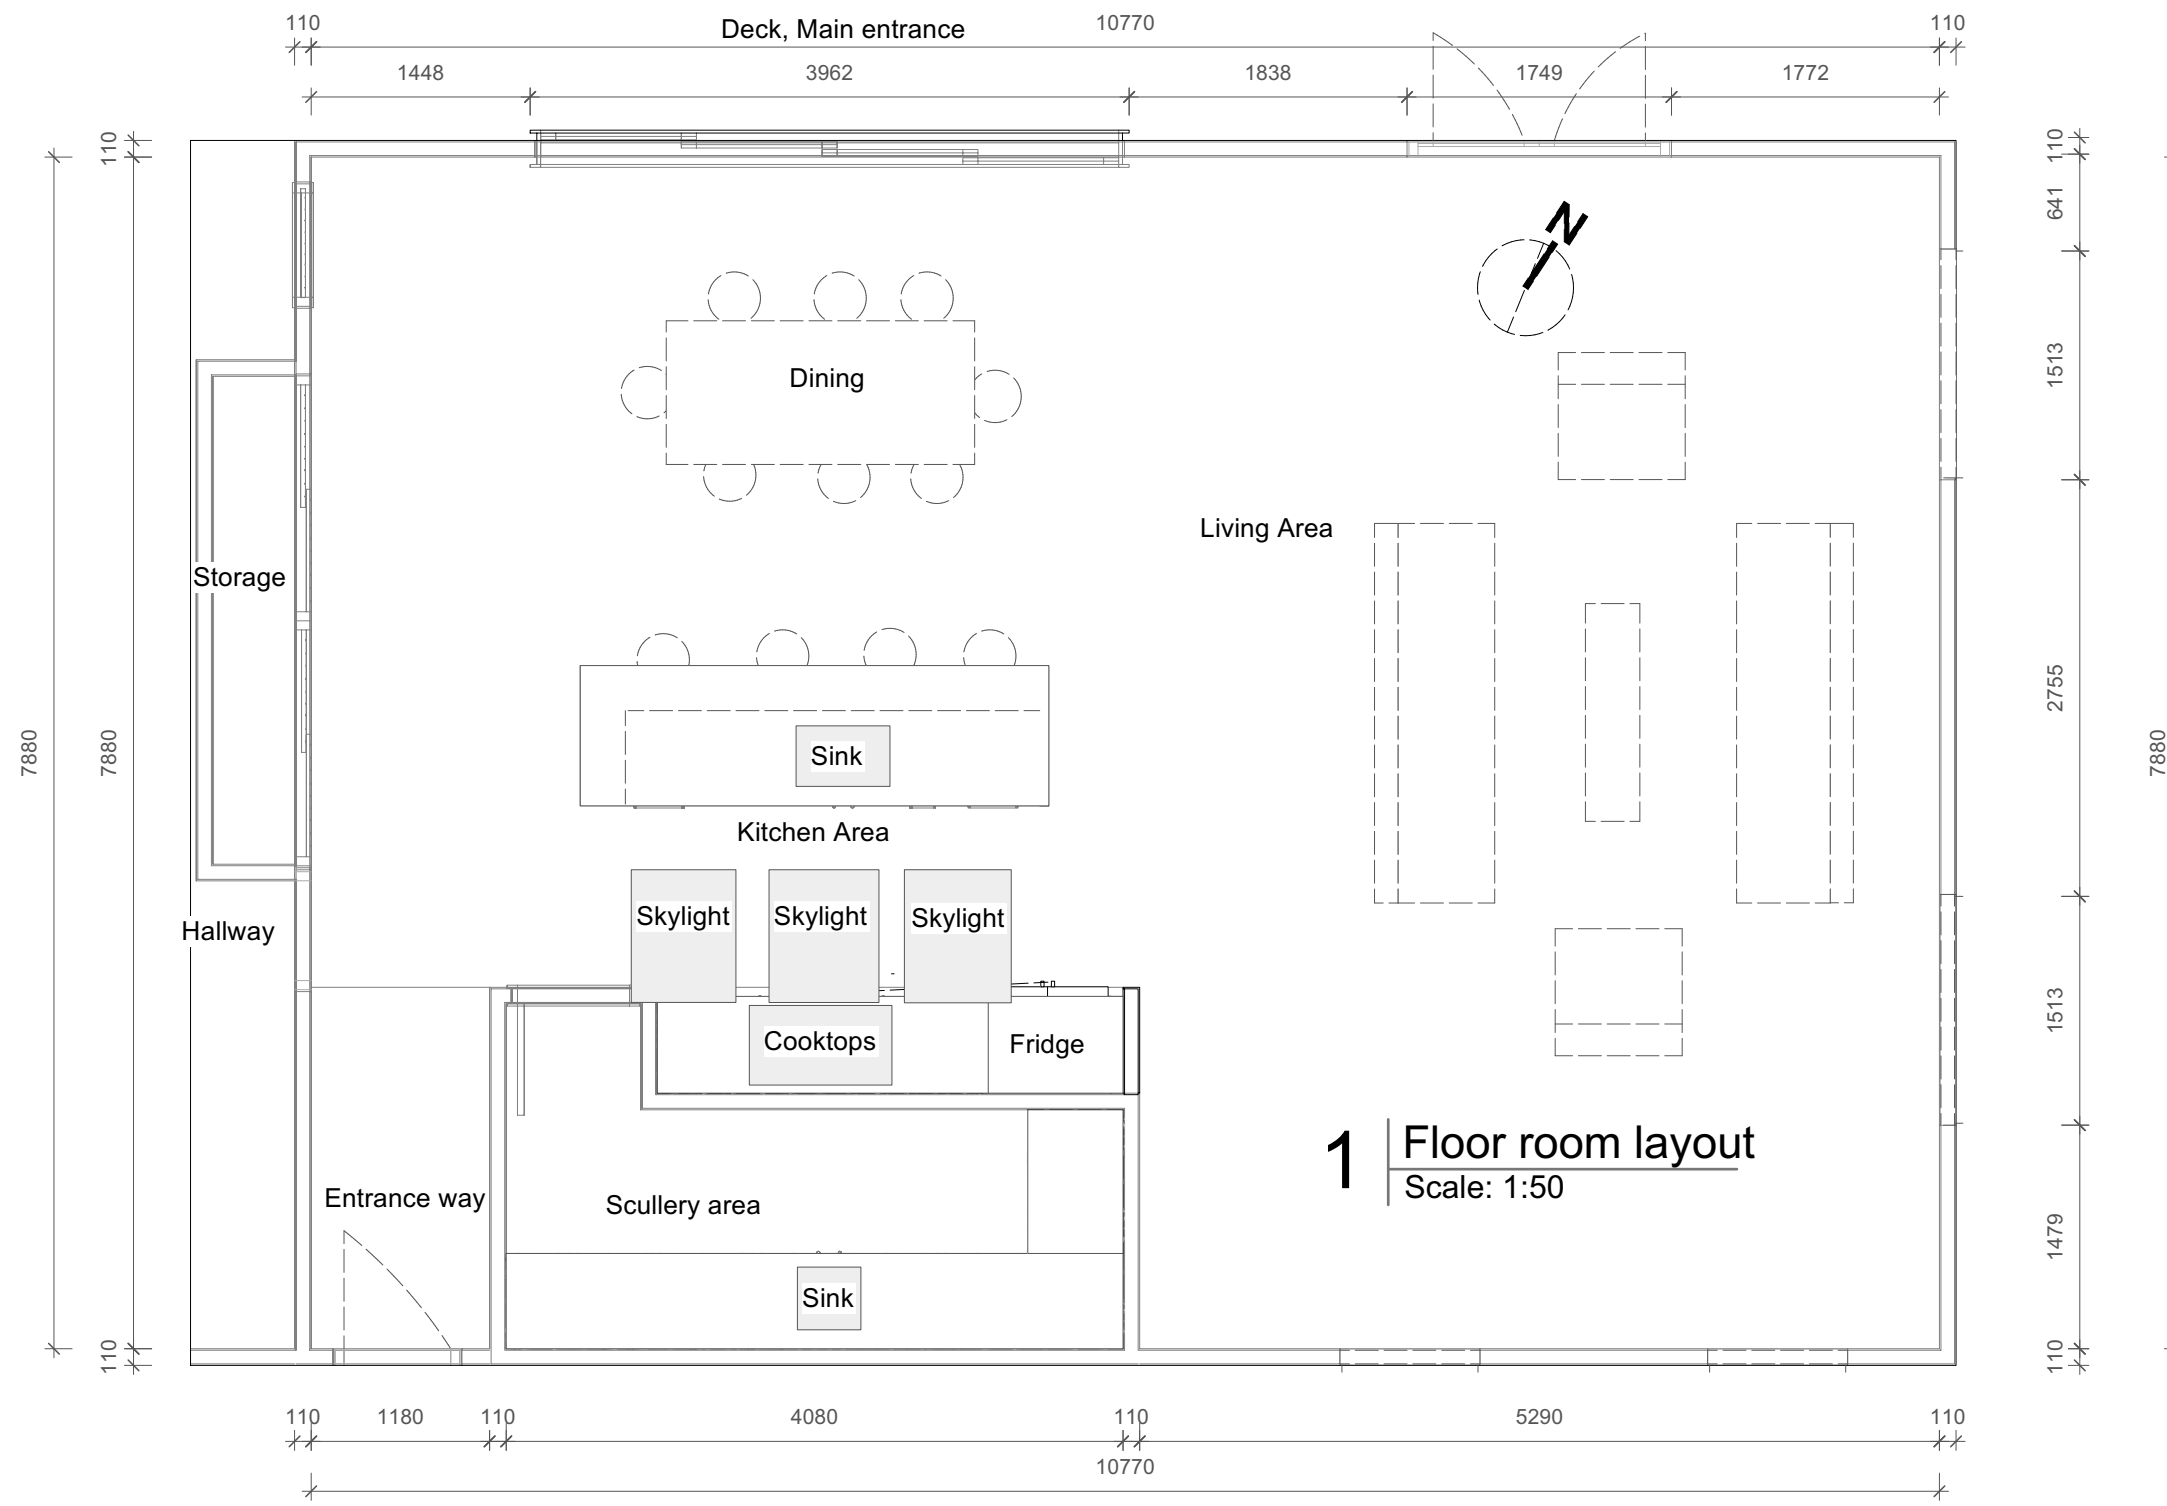 110
Deck, Main entrance
10770
110
1448
3962
1838
1749
1772
110
110
641
N
1513
Dining
Living Area
Storage
2755
7880
7880
7880
Sink
Kitchen Area
Skylight
Skylight
Skylight
Hallway
1513
Cooktops
Fridge
1
Floor room layout
Scale: 1:50
Entrance way
Scullery area
1479
Sink
110
110
110
1180
110
4080
110
5290
110
10770